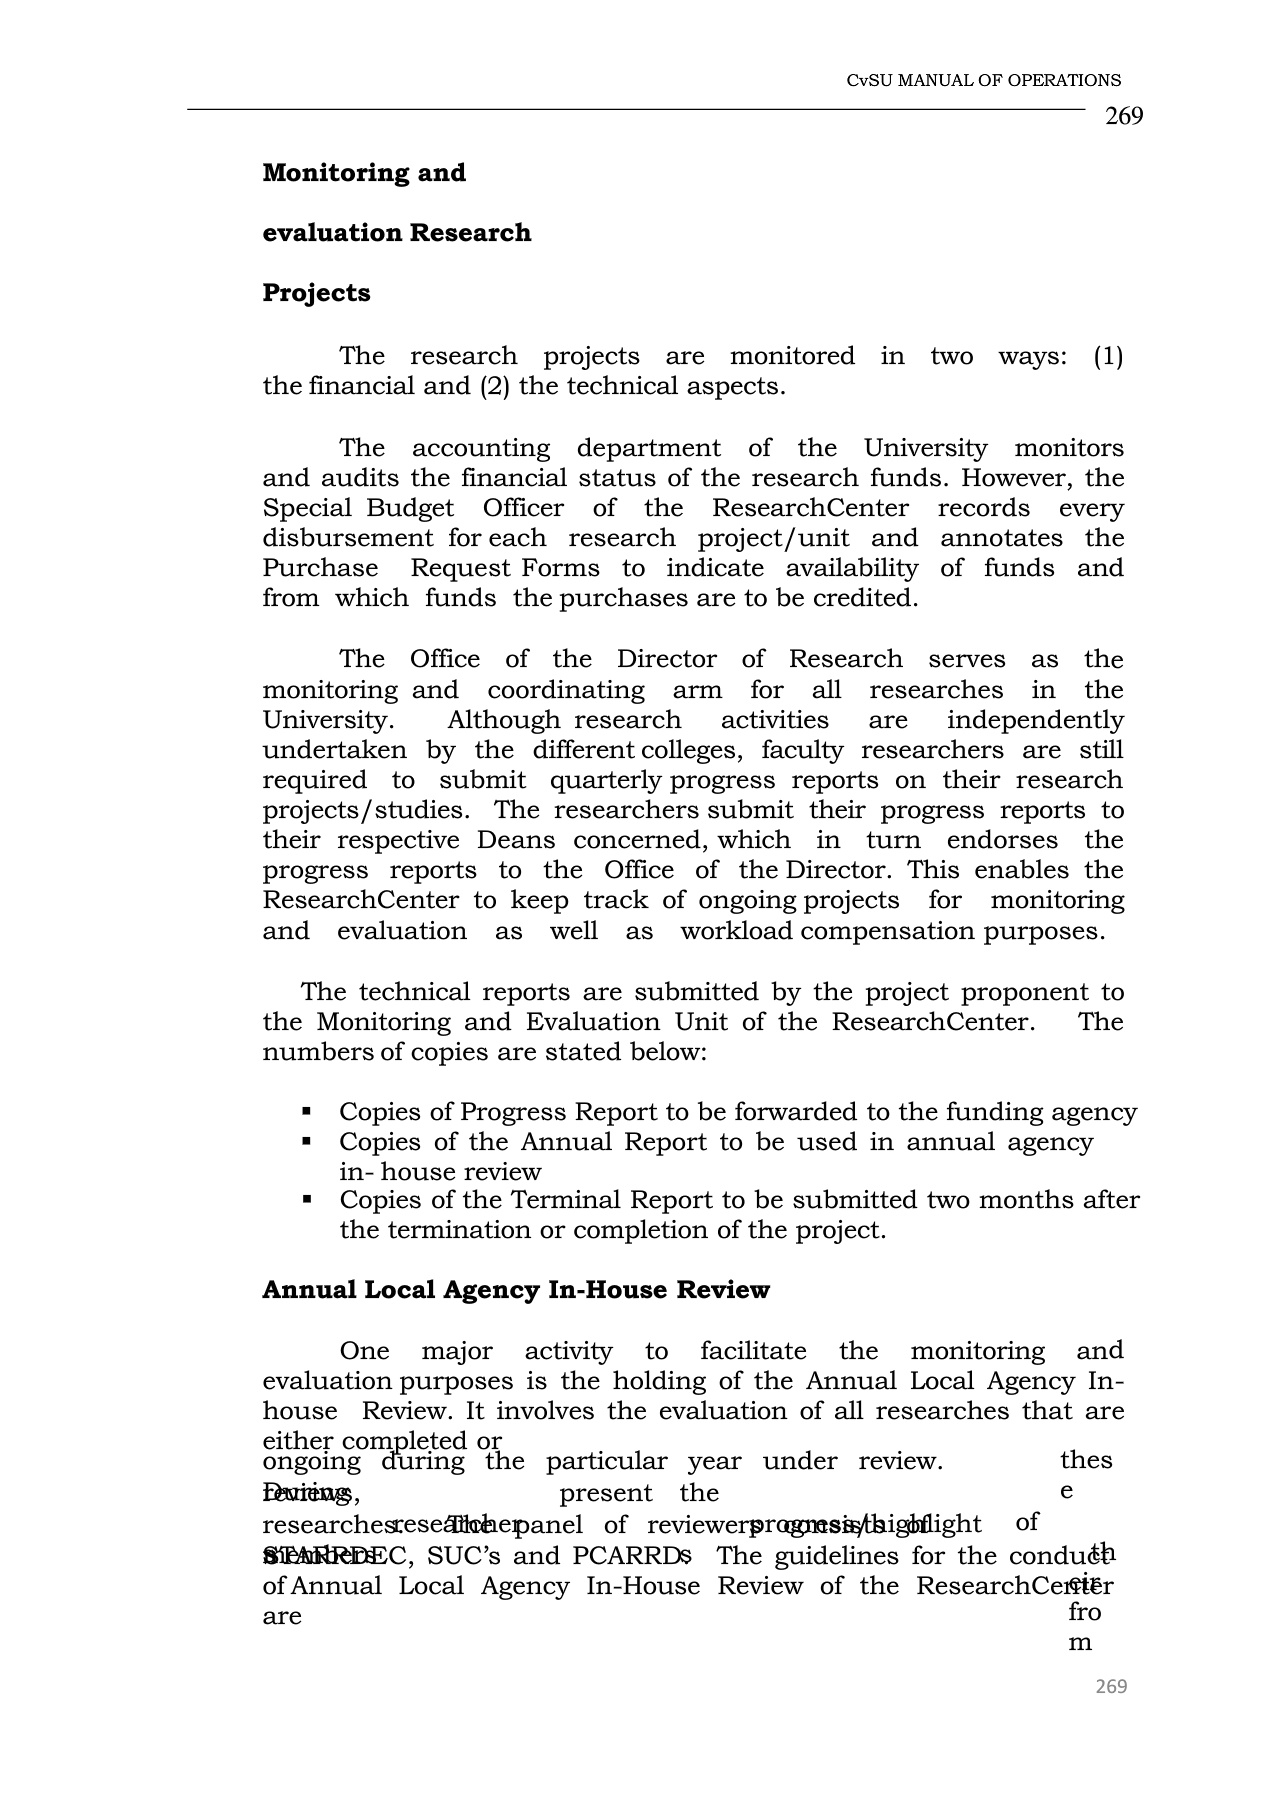 CvSU MANUAL OF OPERATIONS
269
Monitoring and
evaluation Research
Projects
The research projects are monitored in two ways: (1)
the financial and (2) the technical aspects.
The accounting department of the University monitors
and audits the financial status of the research funds. However, the
Special Budget Officer of the ResearchCenter records every
disbursement for each research project/unit and annotates the
Purchase Request Forms to indicate availability of funds and
from which funds the purchases are to be credited.
The Office of the Director of Research serves as the
monitoring and coordinating arm for all researches in the
University. Although research activities are independently
undertaken by the different colleges, faculty researchers are still
required to submit quarterly progress reports on their research
projects/studies. The researchers submit their progress reports to
their respective Deans concerned, which in turn endorses the
progress reports to the Office of the Director. This enables the
ResearchCenter to keep track of ongoing projects for monitoring
and evaluation as well as workload compensation purposes.
The technical reports are submitted by the project proponent to
the Monitoring and Evaluation Unit of the ResearchCenter. The
numbers of copies are stated below:
▪ Copies of Progress Report to be forwarded to the funding agency
▪ Copies of the Annual Report to be used in annual agency
in- house review
▪ Copies of the Terminal Report to be submitted two months after
the termination or completion of the project.
Annual Local Agency In-House Review
One major activity to facilitate the monitoring and
evaluation purposes is the holding of the Annual Local Agency In-
house Review. It involves the evaluation of all researches that are
either completed or
ongoing during the particular year under review. thes
During e
reviews, present the
researcher progress/highlight of
researches. The panel of reviewers consists of
members s th
STARRDEC, SUC’s and PCARRD. The guidelines for the conduct
eir
of Annual Local Agency In-House Review of the ResearchCenter
are fro
m
269